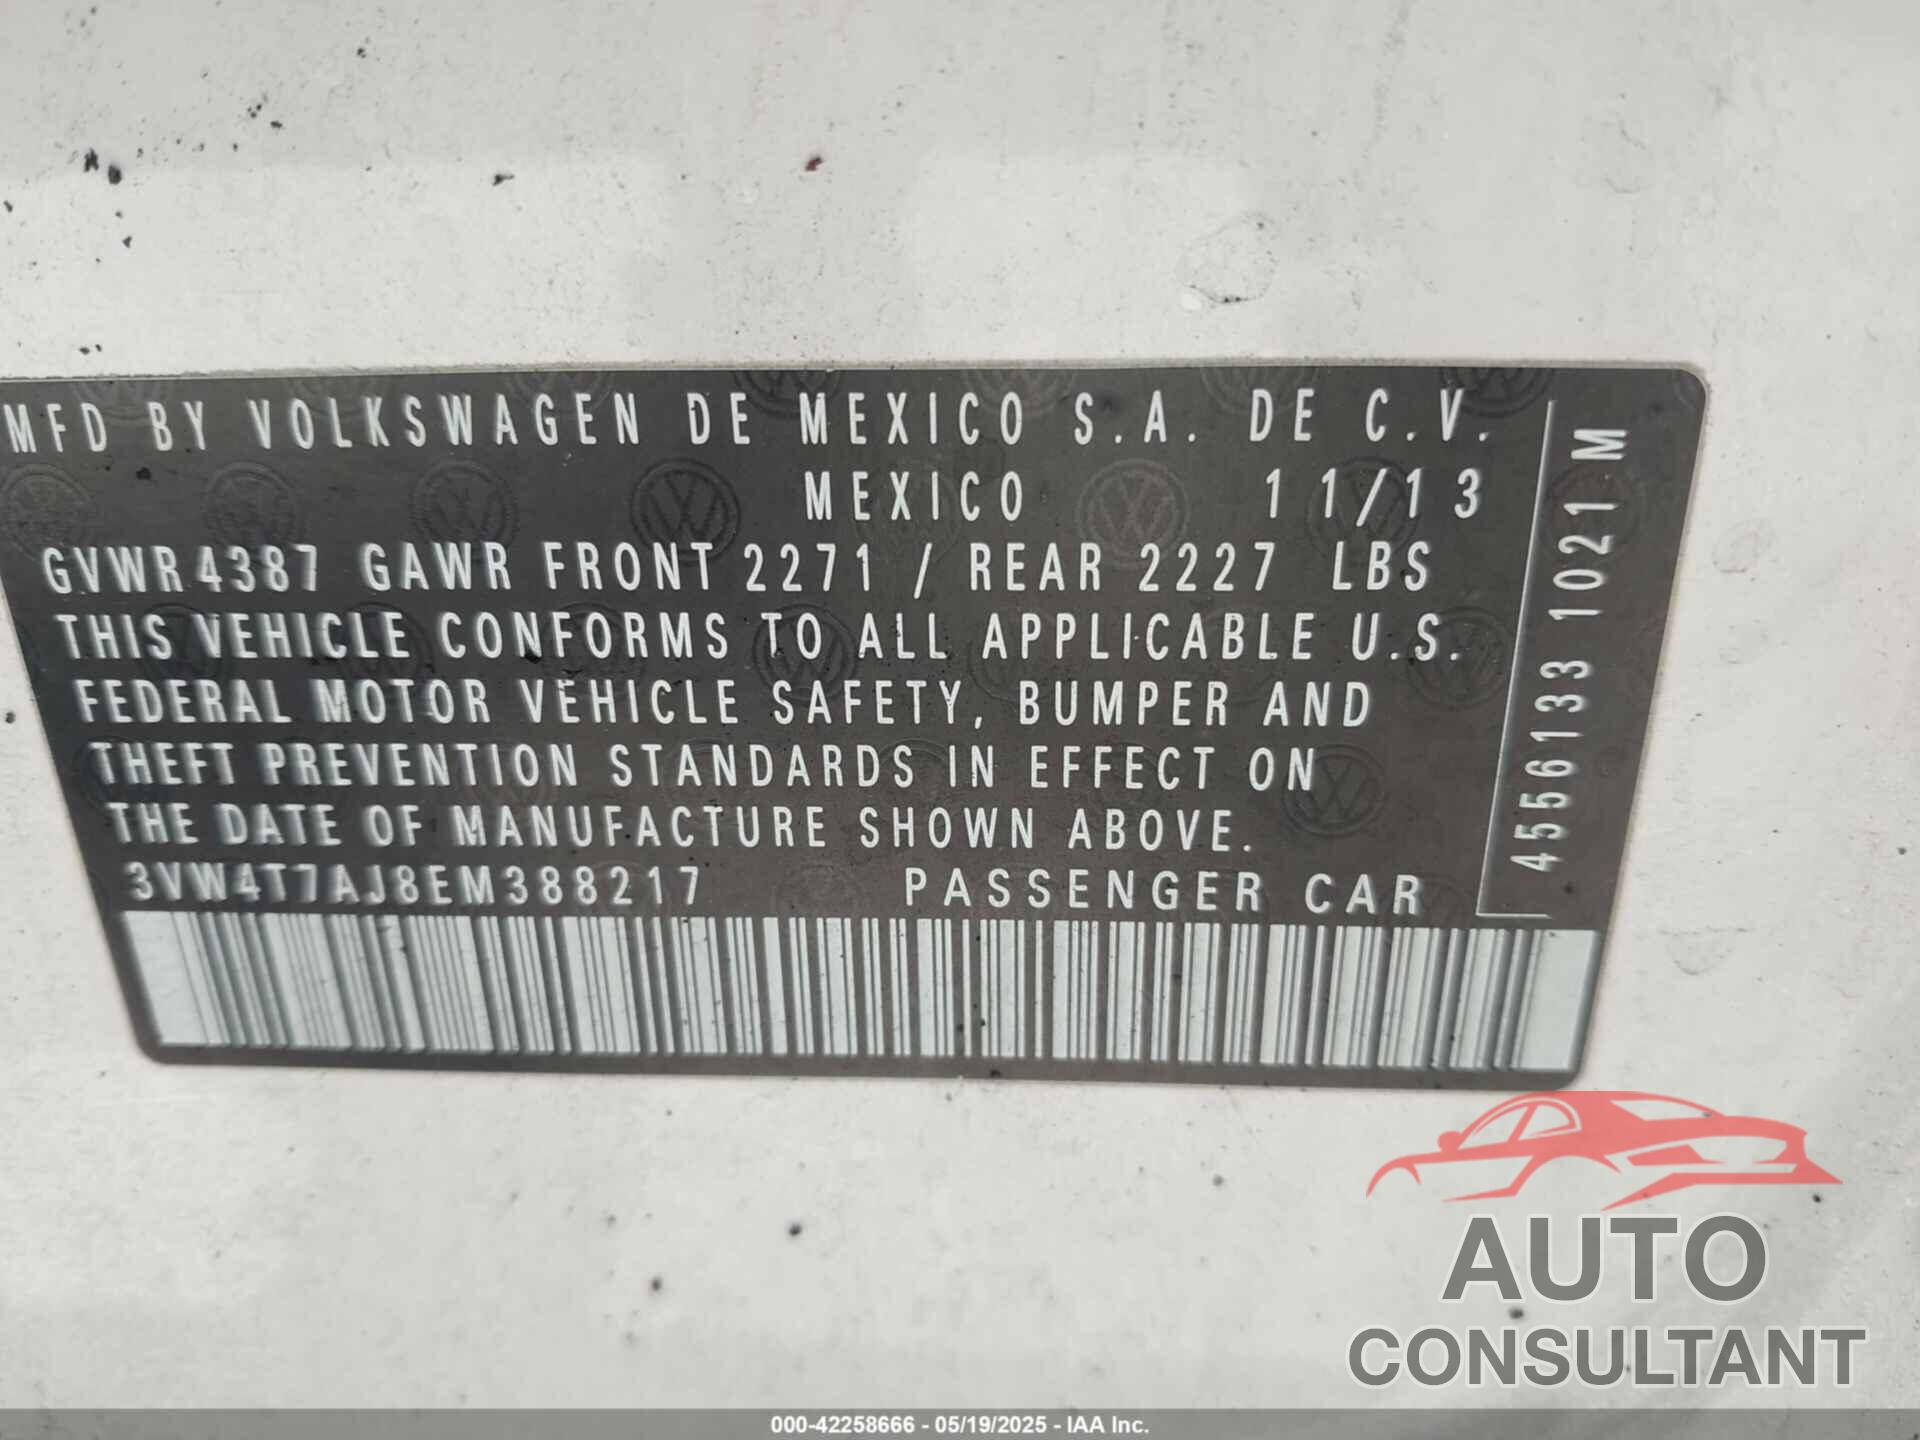 MFD BY VOLKSWAGEN DE MEXICO S.A. DE C.V.
MEXICO 11/13
GVWR 4387 GAWR FRONT 2271 / REAR 2227 LBS
THIS VEHICLE CONFORMS TO ALL APPLICABLE U.S.
FEDERAL MOTOR VEHICLE SAFETY, BUMPER AND
THEFT PREVENTION STANDARDS IN EFFECT ON
THE DATE OF MANUFACTURE SHOWN ABOVE.
3VW4T7AJ8EM388217 PASSENGER CAR
4556133 1021 M
AUTO
CONSULTANT
000-42258666 - 05/19/2025 - IAA Inc.